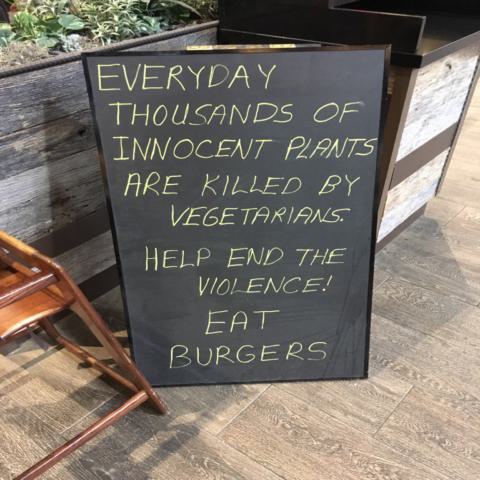 EVERYDAY
THOUSANDS OF
INNOCENT PLANTS
ARE KILLED BY
VEGETARIANS.
HELP END THE
VIOLENCE!
EAT
BURGERS